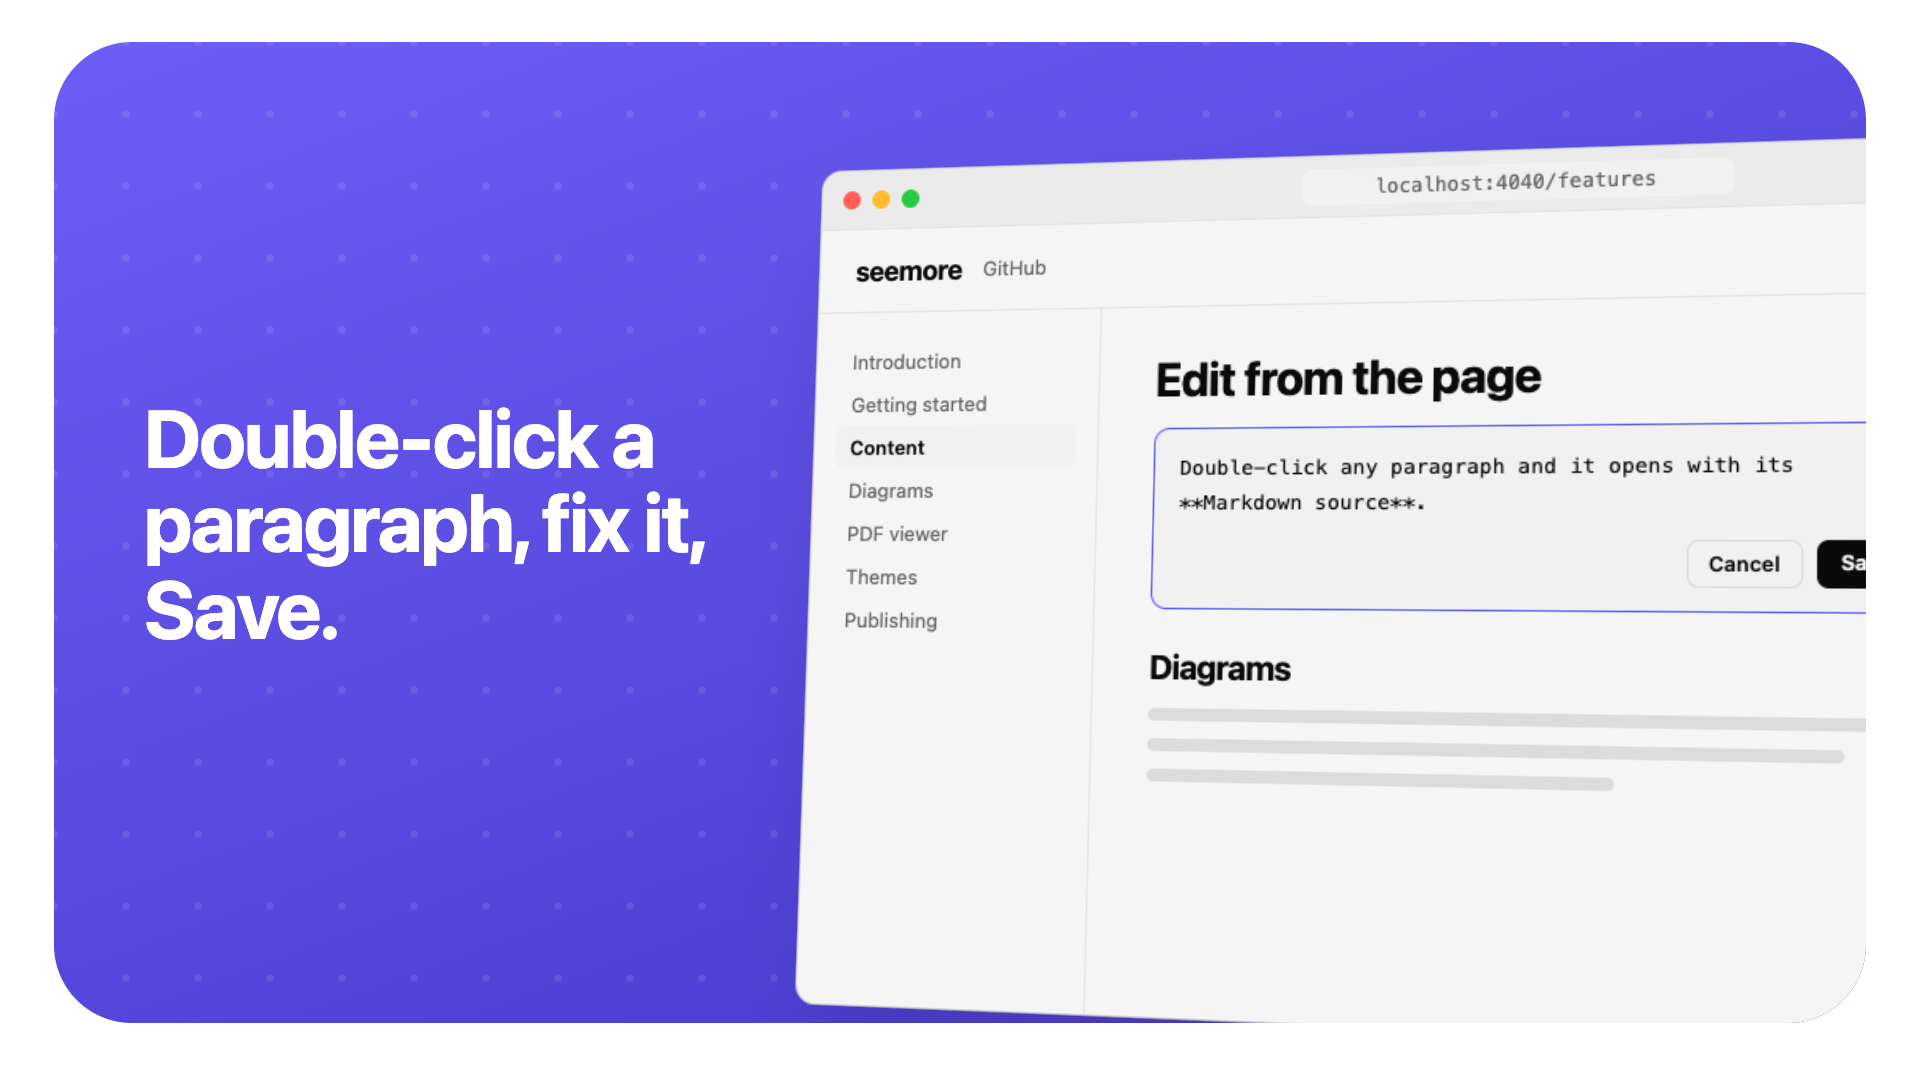 Double-click a
paragraph, fix it,
Save.
localhost:4040/features
seemore GitHub
Introduction
Getting started
Content
Diagrams
PDF viewer
Themes
Publishing
Edit from the page
Double-click any paragraph and it opens with its
**Markdown source**.
Cancel Sa
Diagrams